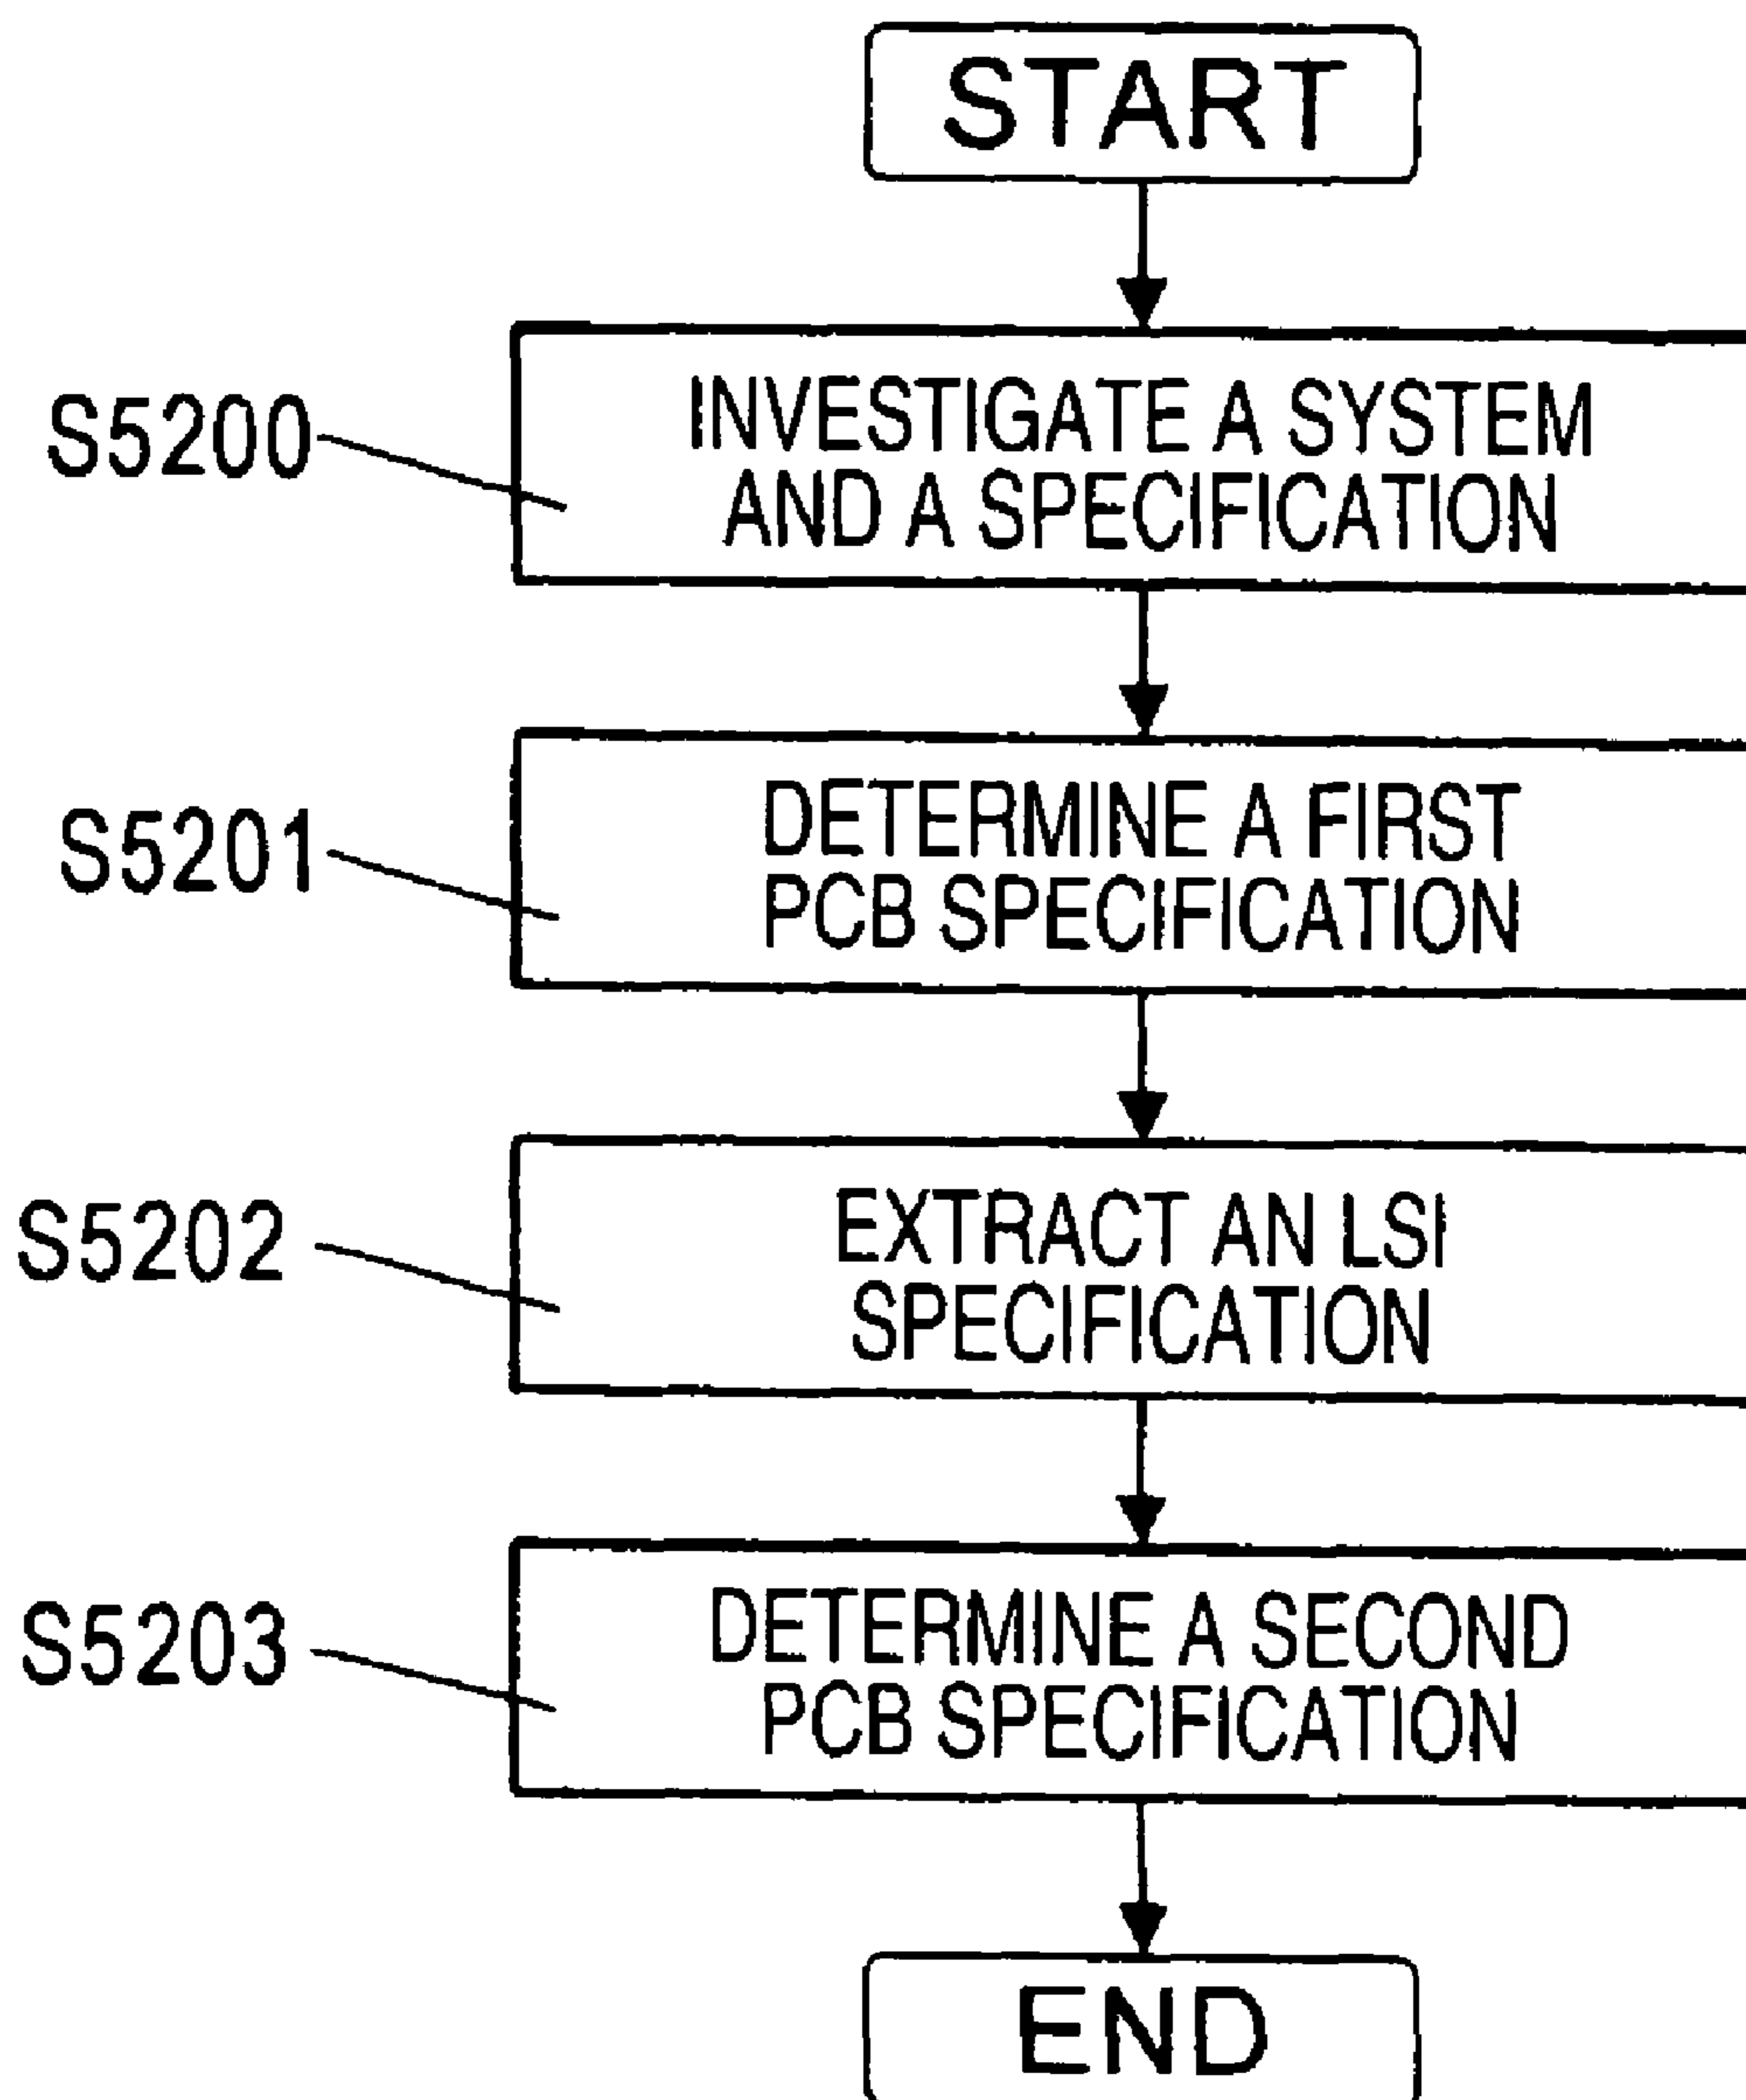 START
S5200
INVESTIGATE A SYSTEM
AND A SPECIFICATION
S5201
DETERMINE A FIRST
PCB SPECIFICATION
S5202
EXTRACT AN LSI
SPECIFICATION
S5203
DETERMINE A SECOND
PCB SPECIFICATION
END